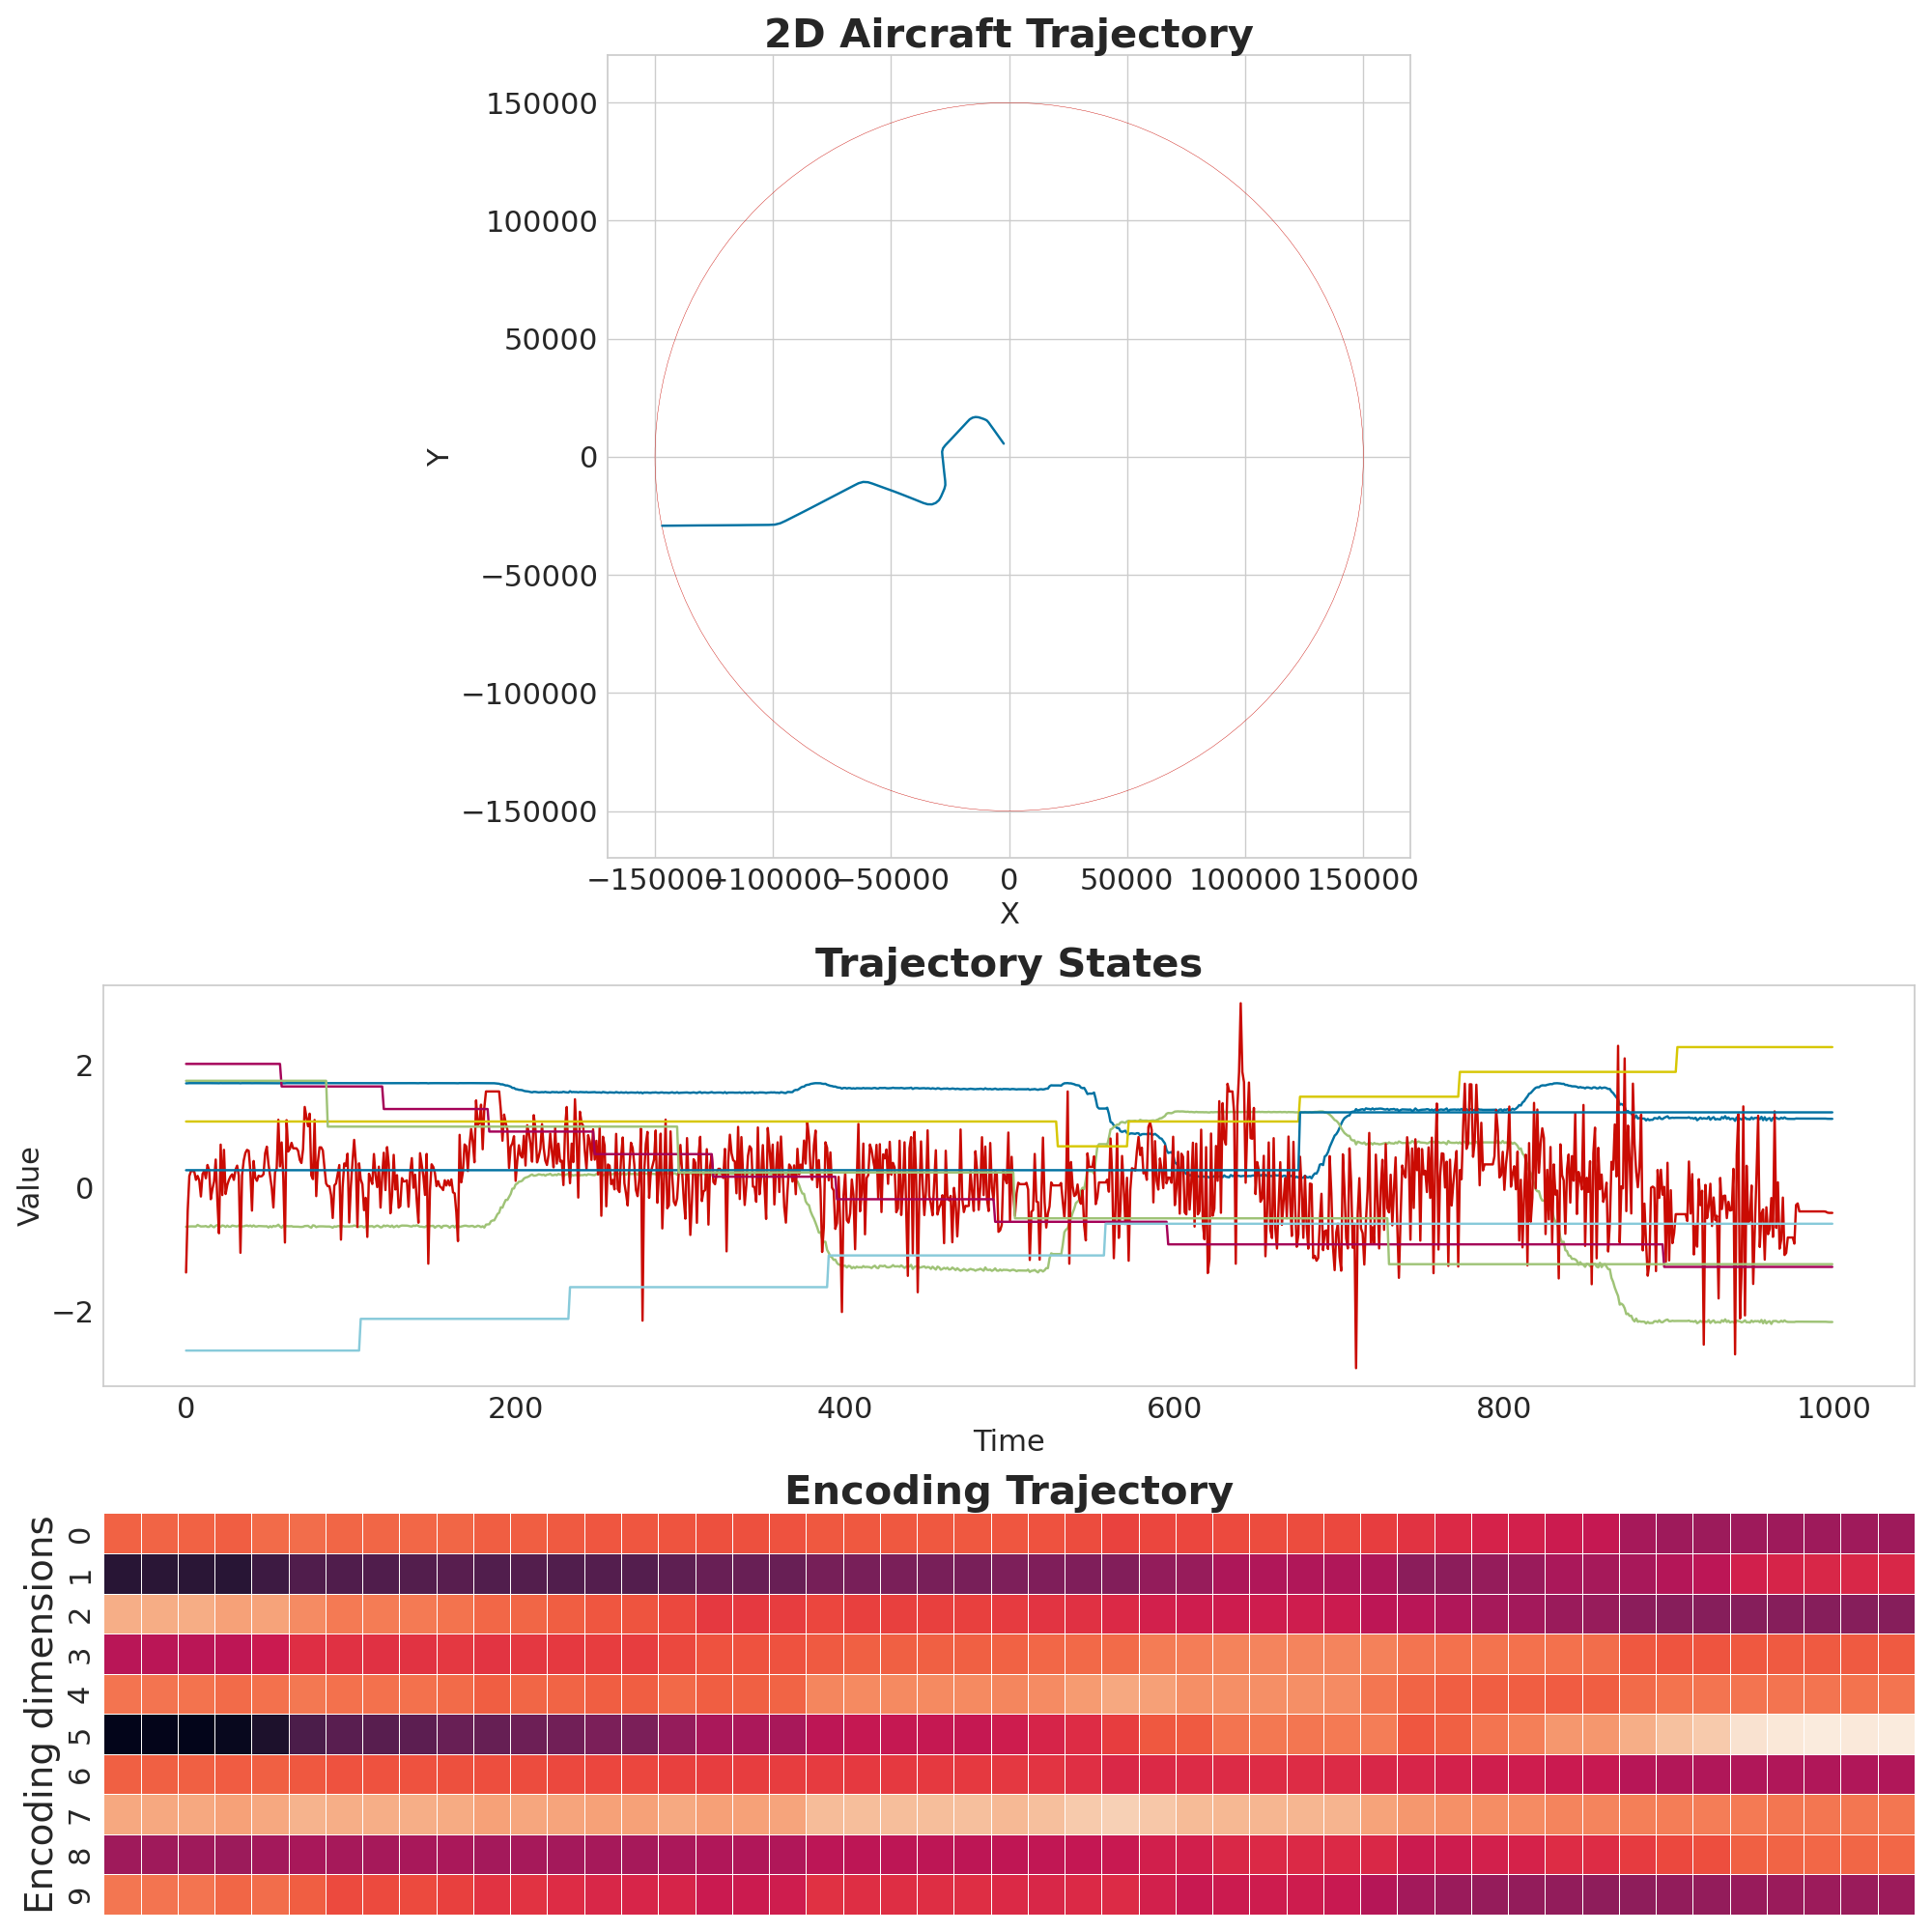 2D Aircraft Trajectory
150000
100000
50000
0
−50000
−100000
−150000
Y
−150000 −100000 −50000 0 50000 100000 150000
X
Trajectory States
2
0
−2
Value
0 200 400 600 800 1000
Time
Encoding Trajectory
Encoding dimensions
0
1
2
3
4
5
6
7
8
9